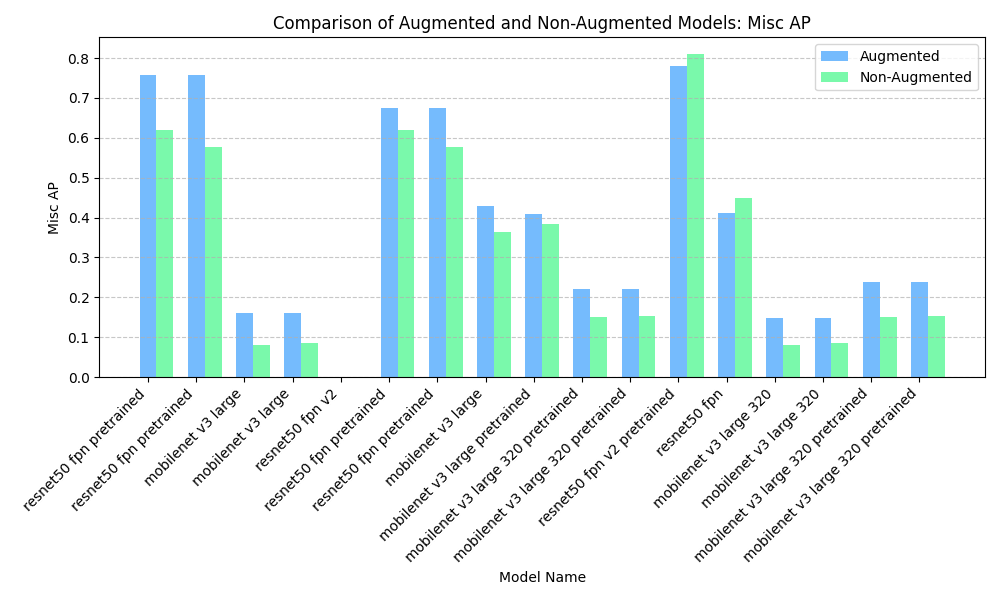 Comparison of Augmented and Non-Augmented Models: Misc AP
Augmented
Non-Augmented
Misc AP
0.8
0.7
0.6
0.5
0.4
0.3
0.2
0.1
0.0
resnet50 fpn pretrained
resnet50 fpn pretrained
mobilenet v3 large
mobilenet v3 large
resnet50 fpn v2
resnet50 fpn pretrained
resnet50 fpn pretrained
mobilenet v3 large
mobilenet v3 large pretrained
mobilenet v3 large 320 pretrained
mobilenet v3 large 320 pretrained
resnet50 fpn v2 pretrained
resnet50 fpn
mobilenet v3 large 320
mobilenet v3 large 320
mobilenet v3 large 320 pretrained
mobilenet v3 large 320 pretrained
Model Name